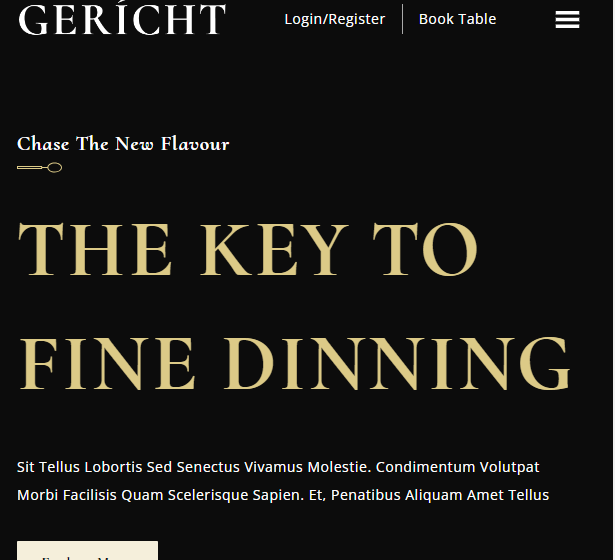 GERÍCHT
Login/Register
Book Table
Chase The New Flavour
THE KEY TO
FINE DINNING
Sit Tellus Lobortis Sed Senectus Vivamus Molestie. Condimentum Volutpat
Morbi Facilisis Quam Scelerisque Sapien. Et, Penatibus Aliquam Amet Tellus